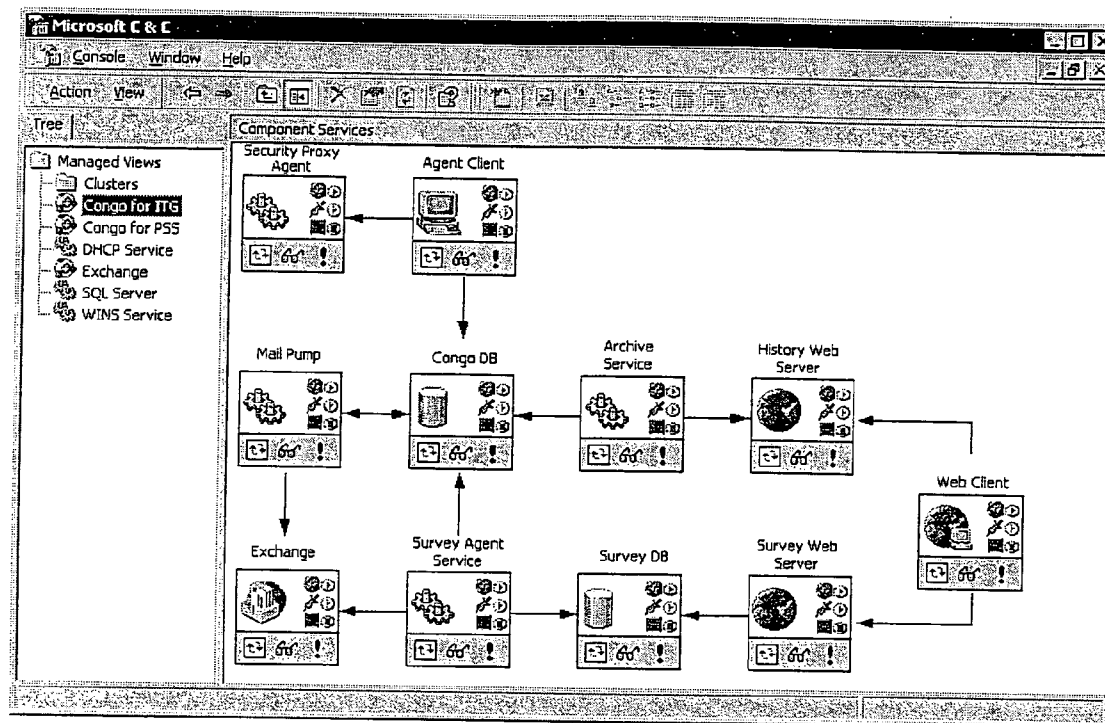 Microsoft C & C
Console Window Help
Action View
Tree
Component Services
Managed Views
Clusters
Congo for ITG
Congo for PSS
DHCP Service
Exchange
SQL Server
WINS Service
Security Proxy
Agent
Agent Client
Mail Pump
Congo DB
Archive
Service
History Web
Server
Web Client
Exchange
Survey Agent
Service
Survey DB
Survey Web
Server